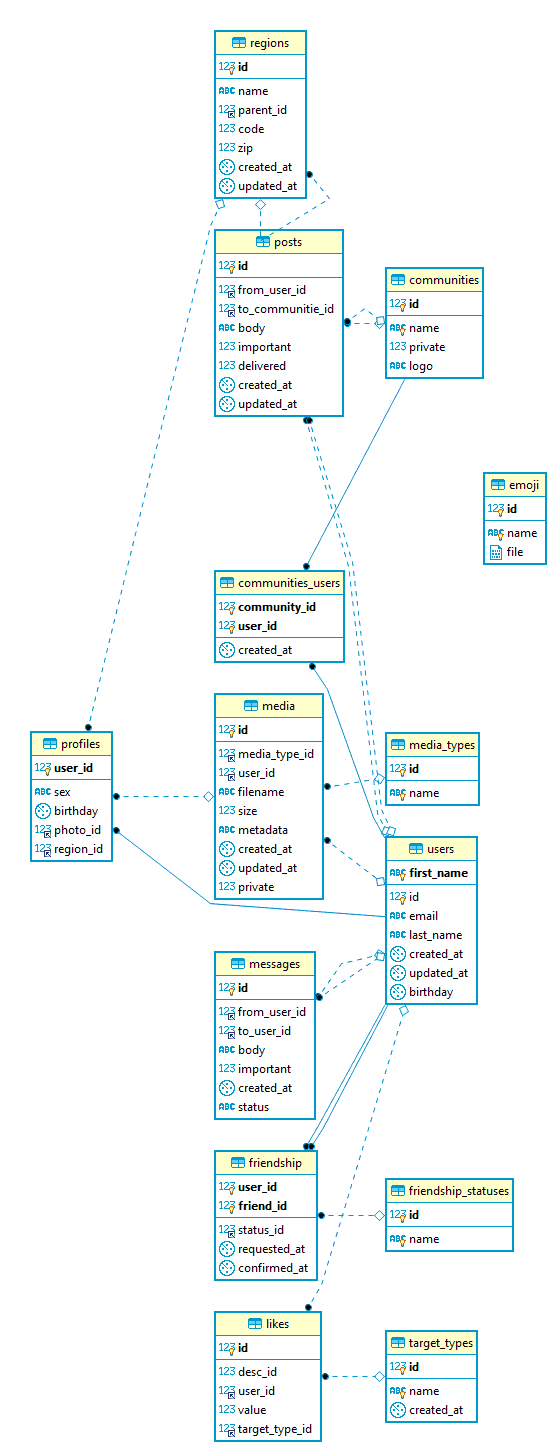 regions
123 id
ABC name
123 parent_id
123 code
123 zip
created_at
updated_at
posts
123 id
123 from_user_id
123 to_communitie_id
ABC body
123 important
123 delivered
created_at
updated_at
communities
123 id
ABC name
123 private
ABC logo
emoji
123 id
ABC name
file
communities_users
123 community_id
123 user_id
created_at
media
123 id
123 media_type_id
123 user_id
ABC filename
123 size
ABC metadata
created_at
updated_at
123 private
profiles
123 user_id
ABC sex
birthday
123 photo_id
123 region_id
media_types
123 id
ABC name
users
ABC first_name
123 id
ABC email
ABC last_name
created_at
updated_at
birthday
messages
123 id
123 from_user_id
123 to_user_id
ABC body
123 important
created_at
ABC status
friendship
123 user_id
123 friend_id
123 status_id
requested_at
confirmed_at
friendship_statuses
123 id
ABC name
likes
123 id
123 desc_id
123 user_id
123 value
123 target_type_id
target_types
123 id
ABC name
created_at